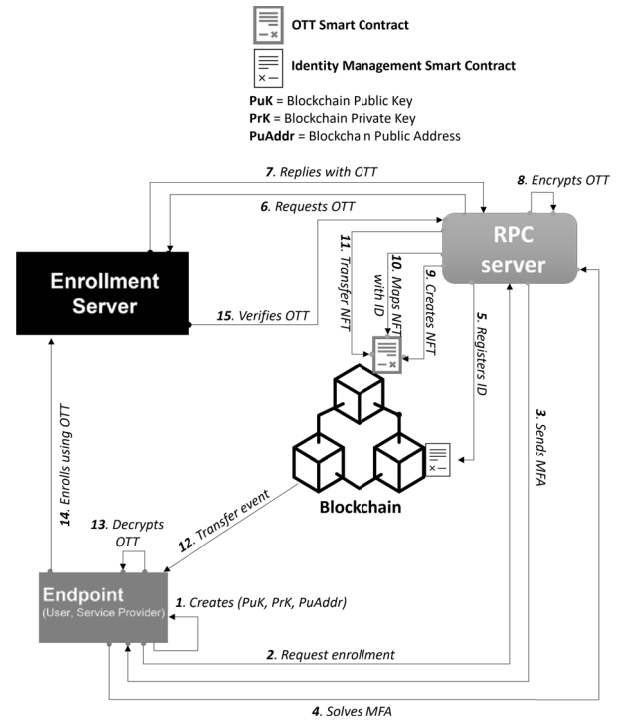 OTT Smart Contract
Identity Management Smart Contract
PuK = Blockchain Public Key
PrK = Blockchain Private Key
PuAddr = Blockchain Public Address
7. Replies with OTT
8. Encrypts OTT
6. Requests OTT
RPC
server
Enrollment
Server
11. Transfer NFT
10. Maps NFT
with ID
9. Creates NFT
15. Verifies OTT
5. Registers ID
3. Sends MFA
14. Enrolls using OTT
Blockchain
12. Transfer event
13. Decrypts
OTT
Endpoint
(User, Service Provider)
1. Creates (PuK, PrK, PuAddr)
2. Request enrollment
4. Solves MFA